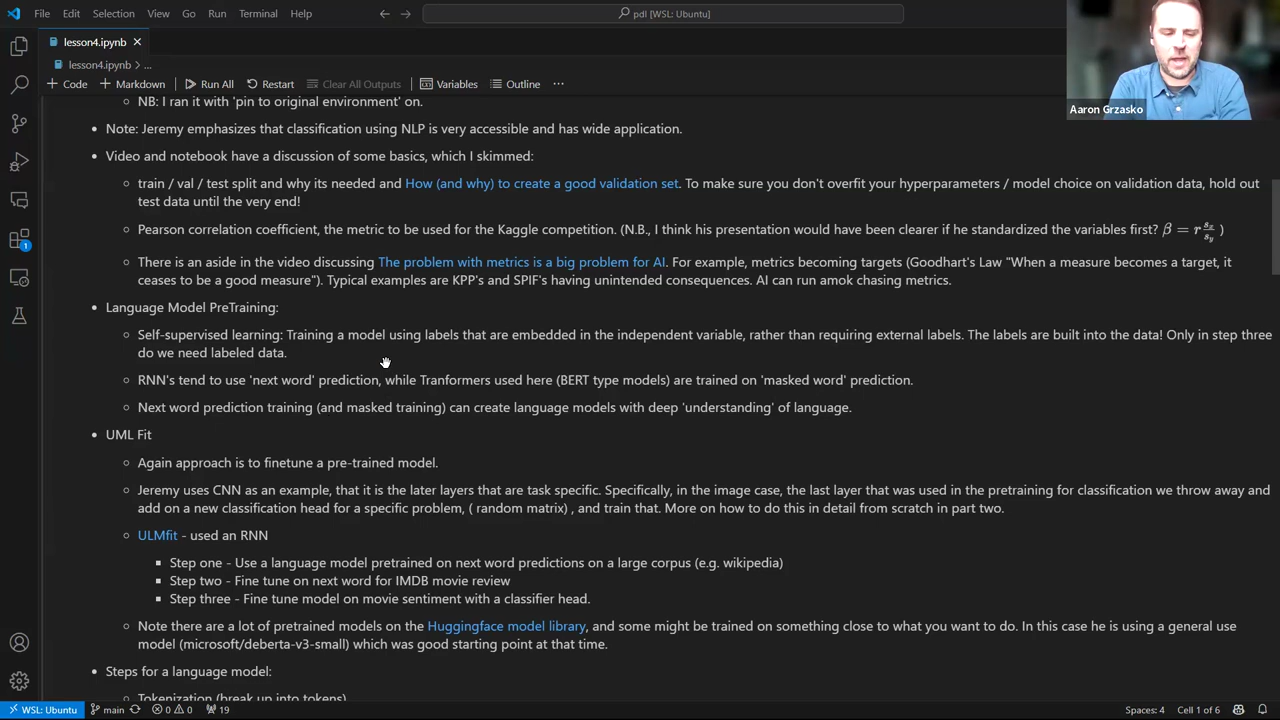 File Edit Selection View Go Run Terminal Help
pdl [WSL: Ubuntu]
lesson4.ipynb
lesson4.ipynb > ...
+ Code + Markdown Run All Restart Clear All Outputs Variables Outline ...
Aaron Grzasko
NB: I ran it with 'pin to original environment' on.
Note: Jeremy emphasizes that classification using NLP is very accessible and has wide application.
Video and notebook have a discussion of some basics, which I skimmed:
train / val / test split and why its needed and How (and why) to create a good validation set. To make sure you don't overfit your hyperparameters / model choice on validation data, hold out
test data until the very end!
Pearson correlation coefficient, the metric to be used for the Kaggle competition. (N.B., I think his presentation would have been clearer if he standardized the variables first? β = r s_x/s_y )
There is an aside in the video discussing The problem with metrics is a big problem for AI. For example, metrics becoming targets (Goodhart's Law "When a measure becomes a target, it
ceases to be a good measure"). Typical examples are KPP's and SPIF's having unintended consequences. AI can run amok chasing metrics.
Language Model PreTraining:
Self-supervised learning: Training a model using labels that are embedded in the independent variable, rather than requiring external labels. The labels are built into the data! Only in step three
do we need labeled data.
RNN's tend to use 'next word' prediction, while Tranformers used here (BERT type models) are trained on 'masked word' prediction.
Next word prediction training (and masked training) can create language models with deep 'understanding' of language.
UML Fit
Again approach is to finetune a pre-trained model.
Jeremy uses CNN as an example, that it is the later layers that are task specific. Specifically, in the image case, the last layer that was used in the pretraining for classification we throw away and
add on a new classification head for a specific problem, ( random matrix) , and train that. More on how to do this in detail from scratch in part two.
ULMfit - used an RNN
Step one - Use a language model pretrained on next word predictions on a large corpus (e.g. wikipedia)
Step two - Fine tune on next word for IMDB movie review
Step three - Fine tune model on movie sentiment with a classifier head.
Note there are a lot of pretrained models on the Huggingface model library, and some might be trained on something close to what you want to do. In this case he is using a general use
model (microsoft/deberta-v3-small) which was good starting point at that time.
Steps for a language model:
Tokenization (break up into tokens)
1
WSL: Ubuntu main 0 0 19 Spaces: 4 Cell 1 of 6